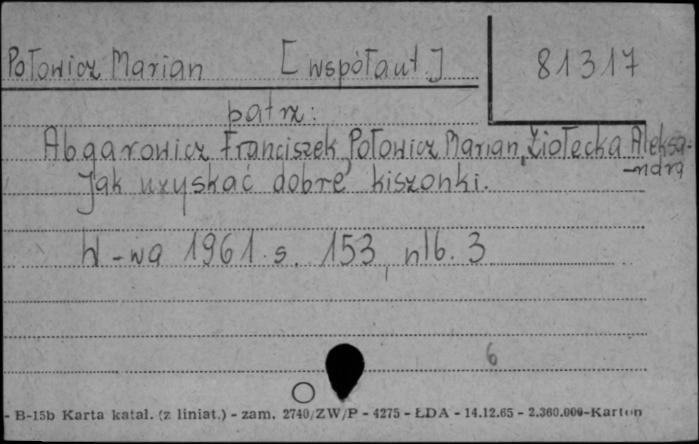 Połowicz Marian [współaut.]
81317
patrz:
Abgarowicz Franciszek, Połowicz Marian, Ziołecka Aleksa-
-ndra
Jak uzyskać dobre kiszonki.
W-wa 1961 s. 153, nlb. 3
6
- B-15b Karta katal. (z liniat.) - zam. 2740/ZW/P - 4275 - ŁDA - 14.12.65 - 2.360.000-Karton